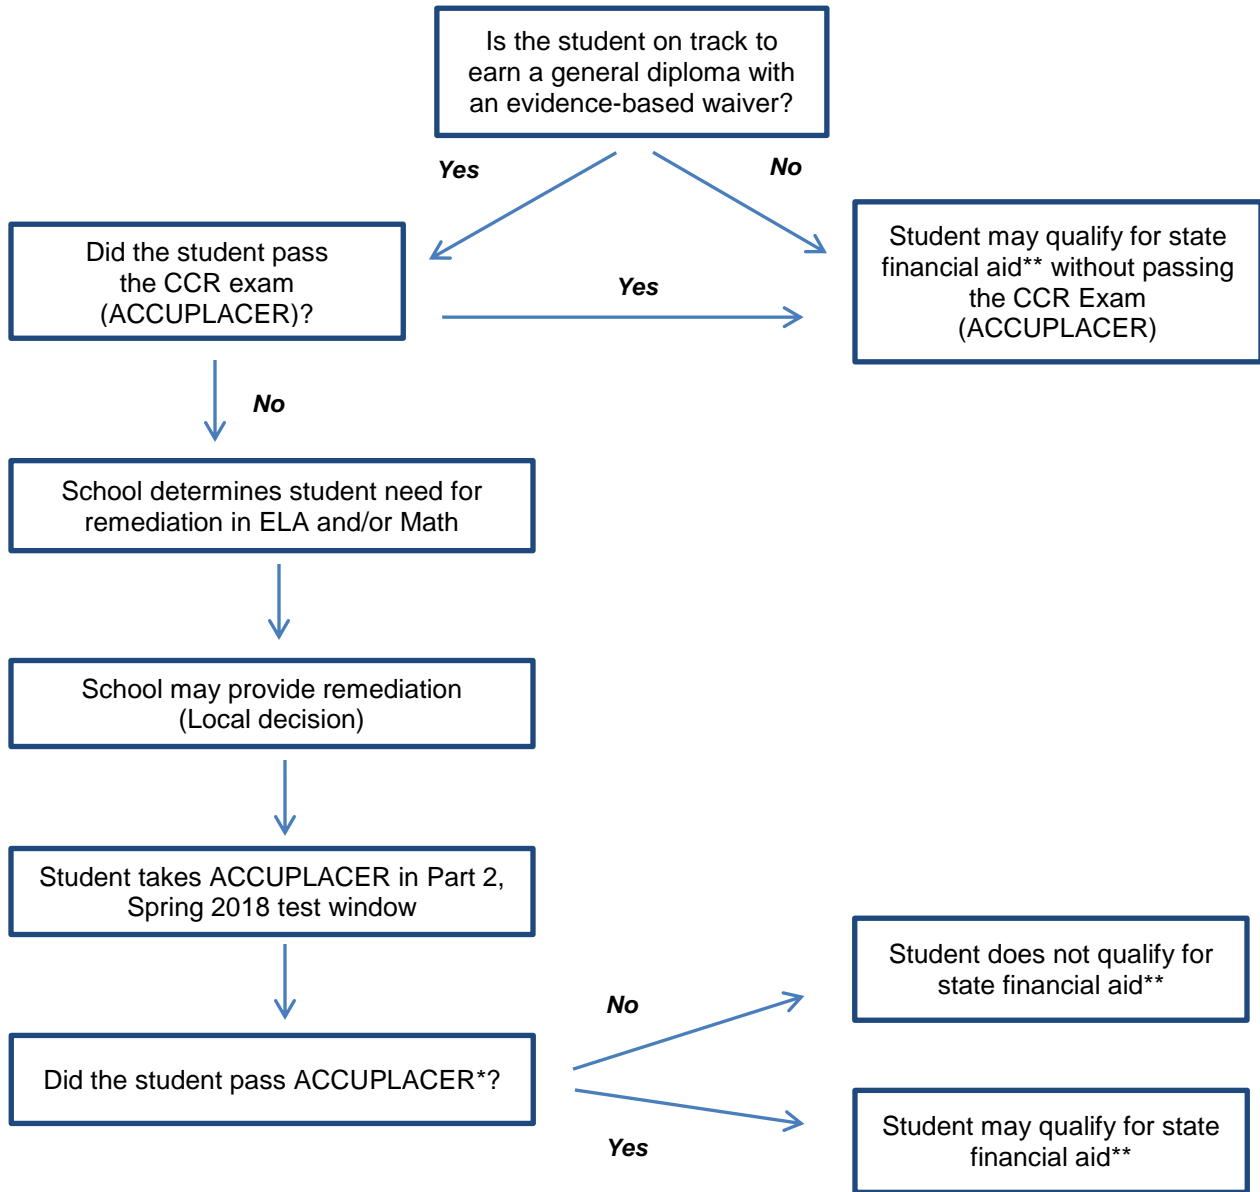 Is the student on track to
earn a general diploma with
an evidence-based waiver?
Yes
No
Did the student pass
the CCR exam
(ACCUPLACER)?
Yes
Student may qualify for state
financial aid** without passing
the CCR Exam
(ACCUPLACER)
No
School determines student need for
remediation in ELA and/or Math
School may provide remediation
(Local decision)
Student takes ACCUPLACER in Part 2,
Spring 2018 test window
Did the student pass ACCUPLACER*?
No
Student does not qualify for
state financial aid**
Yes
Student may qualify for state
financial aid**